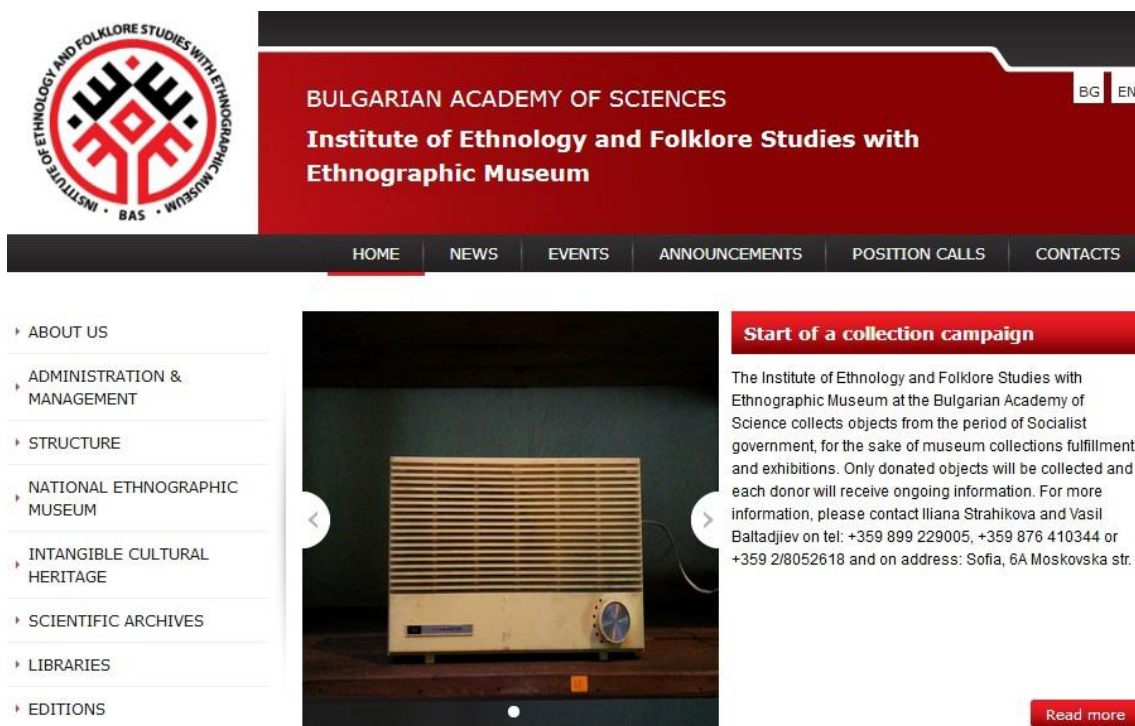 INSTITUTE OF ETHNOLOGY AND FOLKLORE STUDIES WITH ETHNOGRAPHIC MUSEUM
• BAS •
BULGARIAN ACADEMY OF SCIENCES
Institute of Ethnology and Folklore Studies with
Ethnographic Museum
BG EN
HOME NEWS EVENTS ANNOUNCEMENTS POSITION CALLS CONTACTS
ABOUT US
ADMINISTRATION &
MANAGEMENT
STRUCTURE
NATIONAL ETHNOGRAPHIC
MUSEUM
INTANGIBLE CULTURAL
HERITAGE
SCIENTIFIC ARCHIVES
LIBRARIES
EDITIONS
Start of a collection campaign
The Institute of Ethnology and Folklore Studies with
Ethnographic Museum at the Bulgarian Academy of
Science collects objects from the period of Socialist
government, for the sake of museum collections fulfillment
and exhibitions. Only donated objects will be collected and
each donor will receive ongoing information. For more
information, please contact Iliana Strahikova and Vasil
Baltadjiev on tel: +359 899 229005, +359 876 410344 or
+359 2/8052618 and on address: Sofia, 6A Moskovska str.
Read more